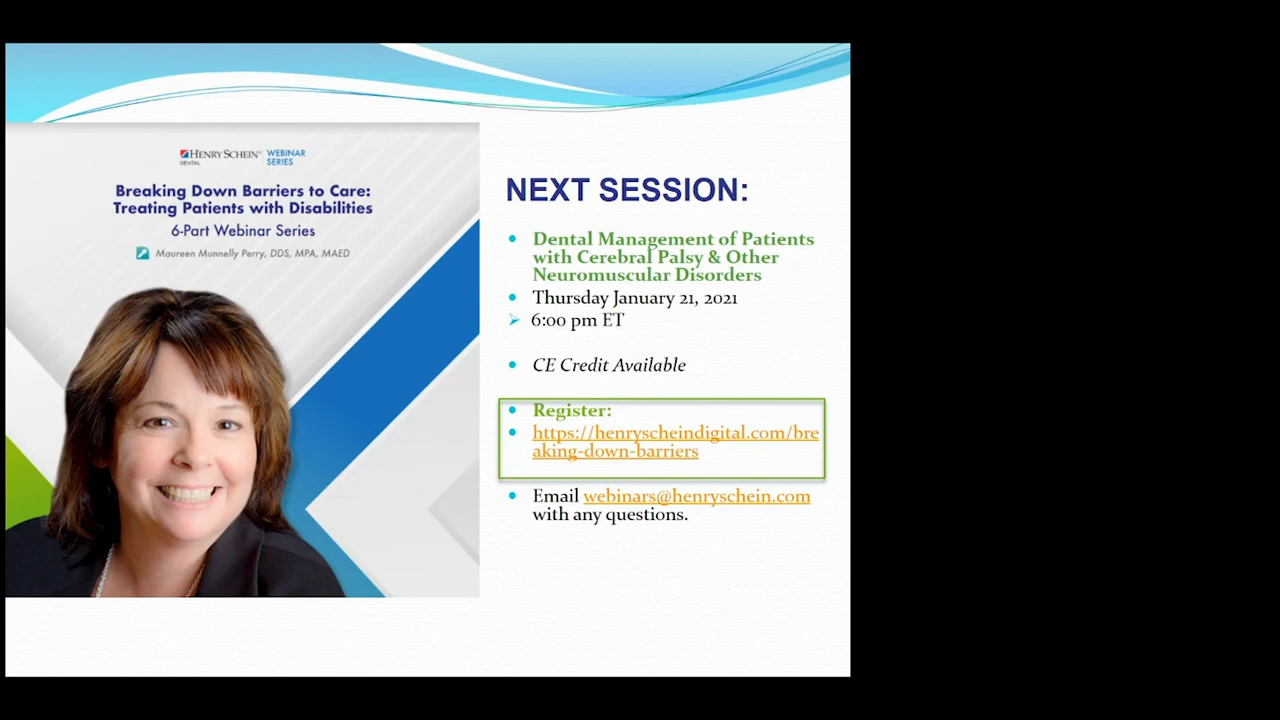 HENRY SCHEIN®
DENTAL
WEBINAR
SERIES
Breaking Down Barriers to Care:
Treating Patients with Disabilities
6-Part Webinar Series
Maureen Munnelly Perry, DDS, MPA, MAED
NEXT SESSION:
Dental Management of Patients
with Cerebral Palsy & Other
Neuromuscular Disorders
Thursday January 21, 2021
6:00 pm ET
CE Credit Available
Register:
https://henryscheindigital.com/bre
aking-down-barriers
Email webinars@henryschein.com
with any questions.